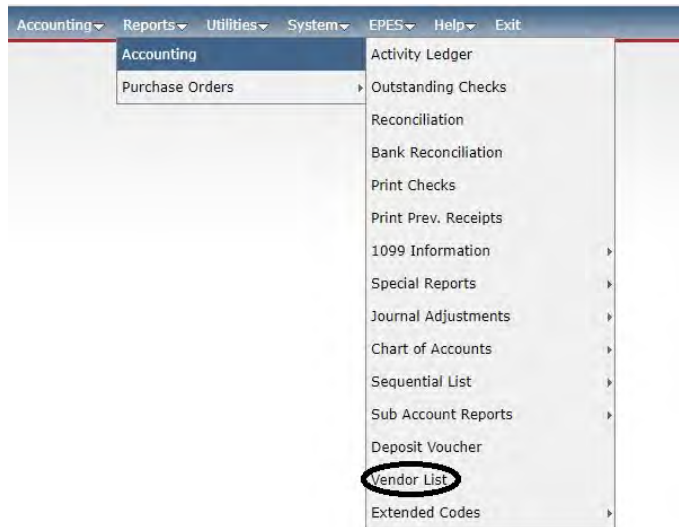 Accounting Reports Utilities System EPES Help Exit
Accounting
Purchase Orders
Activity Ledger
Outstanding Checks
Reconciliation
Bank Reconciliation
Print Checks
Print Prev. Receipts
1099 Information
Special Reports
Journal Adjustments
Chart of Accounts
Sequential List
Sub Account Reports
Deposit Voucher
Vendor List
Extended Codes